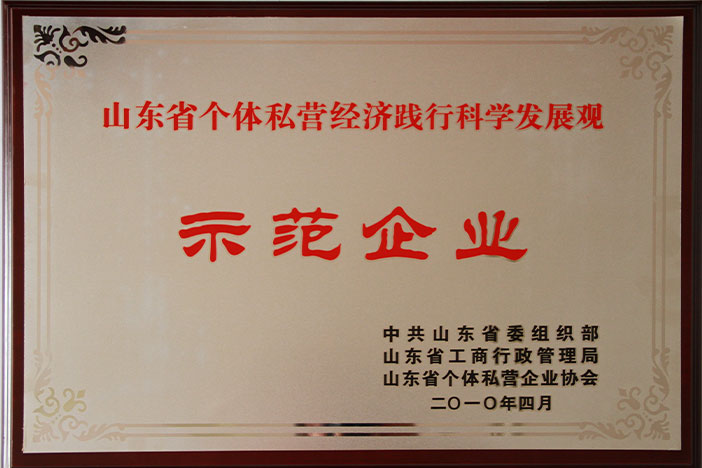 山东省个体私营经济践行科学发展观
示范企业
中共山东省委组织部
山东省工商行政管理局
山东省个体私营企业协会
二〇一〇年四月